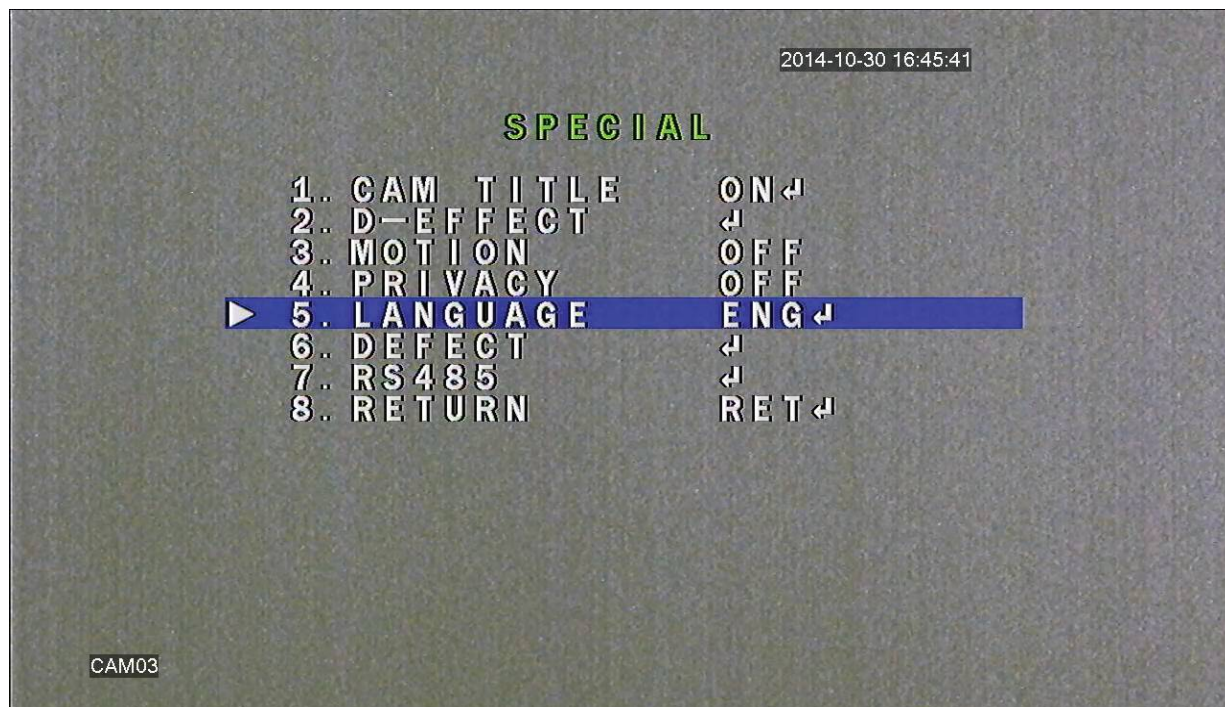 2014-10-30 16:45:41
SPECIAL
1. CAM TITLE ON↲
2. D-EFFECT ↲
3. MOTION OFF
4. PRIVACY OFF
5. LANGUAGE ENG↲
6. DEFECT ↲
7. RS485 ↲
8. RETURN RET↲
CAM03